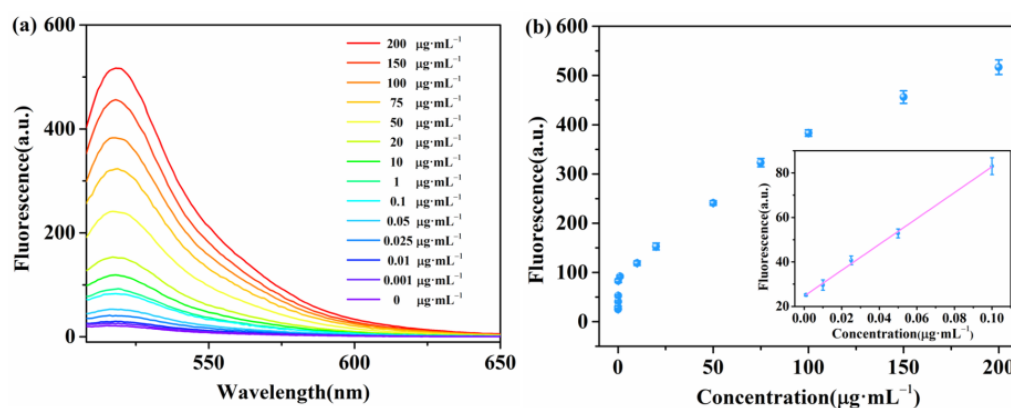 (a)
600
400
200
0
Fluorescence(a.u.)
550
600
650
Wavelength(nm)
200 μg·mL⁻¹
150 μg·mL⁻¹
100 μg·mL⁻¹
75 μg·mL⁻¹
50 μg·mL⁻¹
20 μg·mL⁻¹
10 μg·mL⁻¹
1 μg·mL⁻¹
0.1 μg·mL⁻¹
0.05 μg·mL⁻¹
0.025 μg·mL⁻¹
0.01 μg·mL⁻¹
0.001 μg·mL⁻¹
0 μg·mL⁻¹
(b)
600
500
400
300
200
100
0
Fluorescence(a.u.)
0
50
100
150
200
Concentration(μg·mL⁻¹)
80
60
40
20
Fluorescence(a.u.)
0.00
0.02
0.04
0.06
0.08
0.10
Concentration(μg·mL⁻¹)